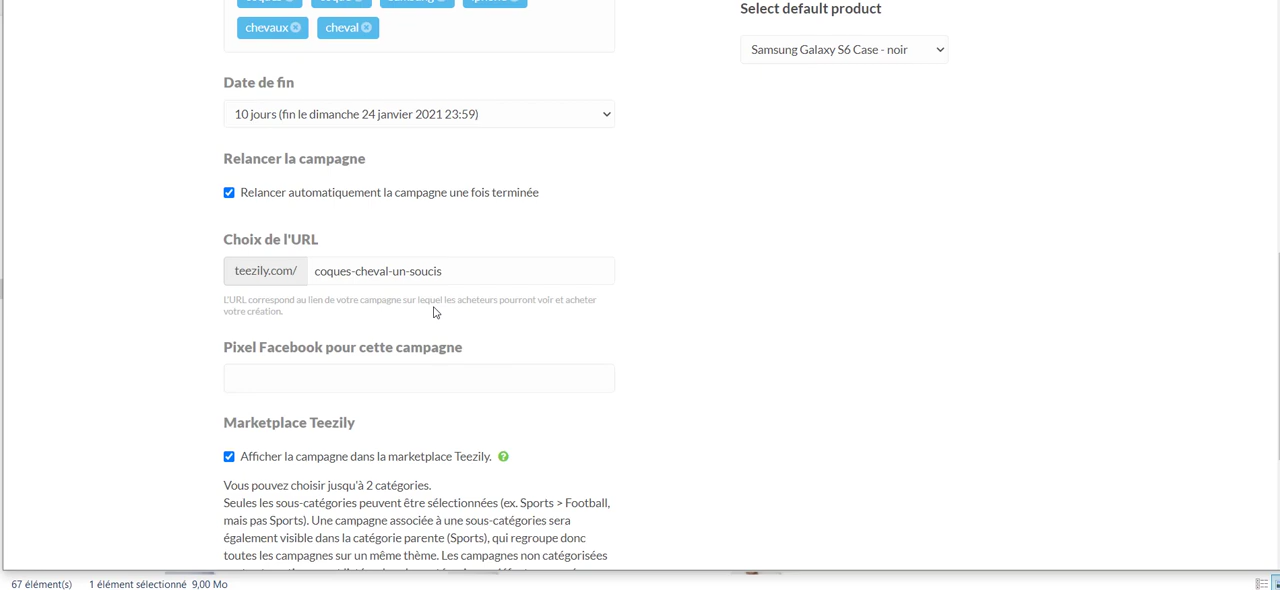 coques coque samsung iphone
chevaux cheval
Select default product
Samsung Galaxy S6 Case - noir
Date de fin
10 jours (fin le dimanche 24 janvier 2021 23:59)
Relancer la campagne
Relancer automatiquement la campagne une fois terminée
Choix de l'URL
teezily.com/ coques-cheval-un-soucis
L'URL correspond au lien de votre campagne sur lequel les acheteurs pourront voir et acheter
votre création.
Pixel Facebook pour cette campagne
Marketplace Teezily
Afficher la campagne dans la marketplace Teezily. ?
Vous pouvez choisir jusqu'à 2 catégories.
Seules les sous-catégories peuvent être sélectionnées (ex. Sports > Football,
mais pas Sports). Une campagne associée à une sous-catégories sera
également visible dans la catégorie parente (Sports), qui regroupe donc
toutes les campagnes sur un même thème. Les campagnes non catégorisées
67 élément(s) 1 élément sélectionné 9,00 Mo